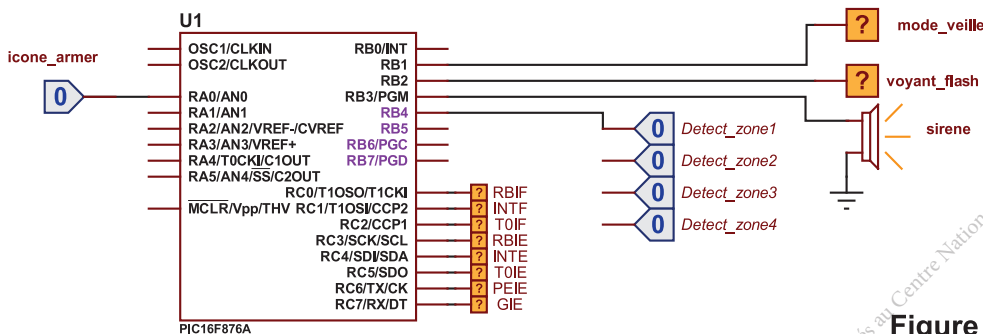 U1
icone_armer
0
OSC1/CLKIN
OSC2/CLKOUT
RA0/AN0
RA1/AN1
RA2/AN2/VREF-/CVREF
RA3/AN3/VREF+
RA4/T0CKI/C1OUT
RA5/AN4/SS/C2OUT
MCLR/Vpp/THV
RB0/INT
RB1
RB2
RB3/PGM
RB4
RB5
RB6/PGC
RB7/PGD
RC0/T1OSO/T1CKI
RC1/T1OSI/CCP2
RC2/CCP1
RC3/SCK/SCL
RC4/SDI/SDA
RC5/SDO
RC6/TX/CK
RC7/RX/DT
PIC16F876A
? RBIF
? INTF
? T0IF
? RBIE
? INTE
? T0IE
? PEIE
? GIE
? mode_veille
? voyant_flash
sirene
0 Detect_zone1
0 Detect_zone2
0 Detect_zone3
0 Detect_zone4
és au Centre Nation
Figure